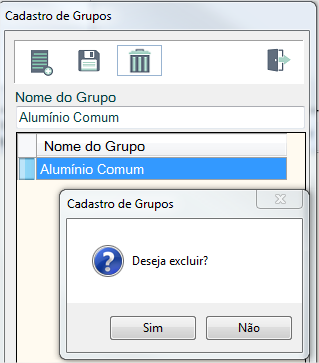 Cadastro de Grupos
Nome do Grupo
Alumínio Comum
Nome do Grupo
Alumínio Comum
Cadastro de Grupos
Deseja excluir?
Sim
Não